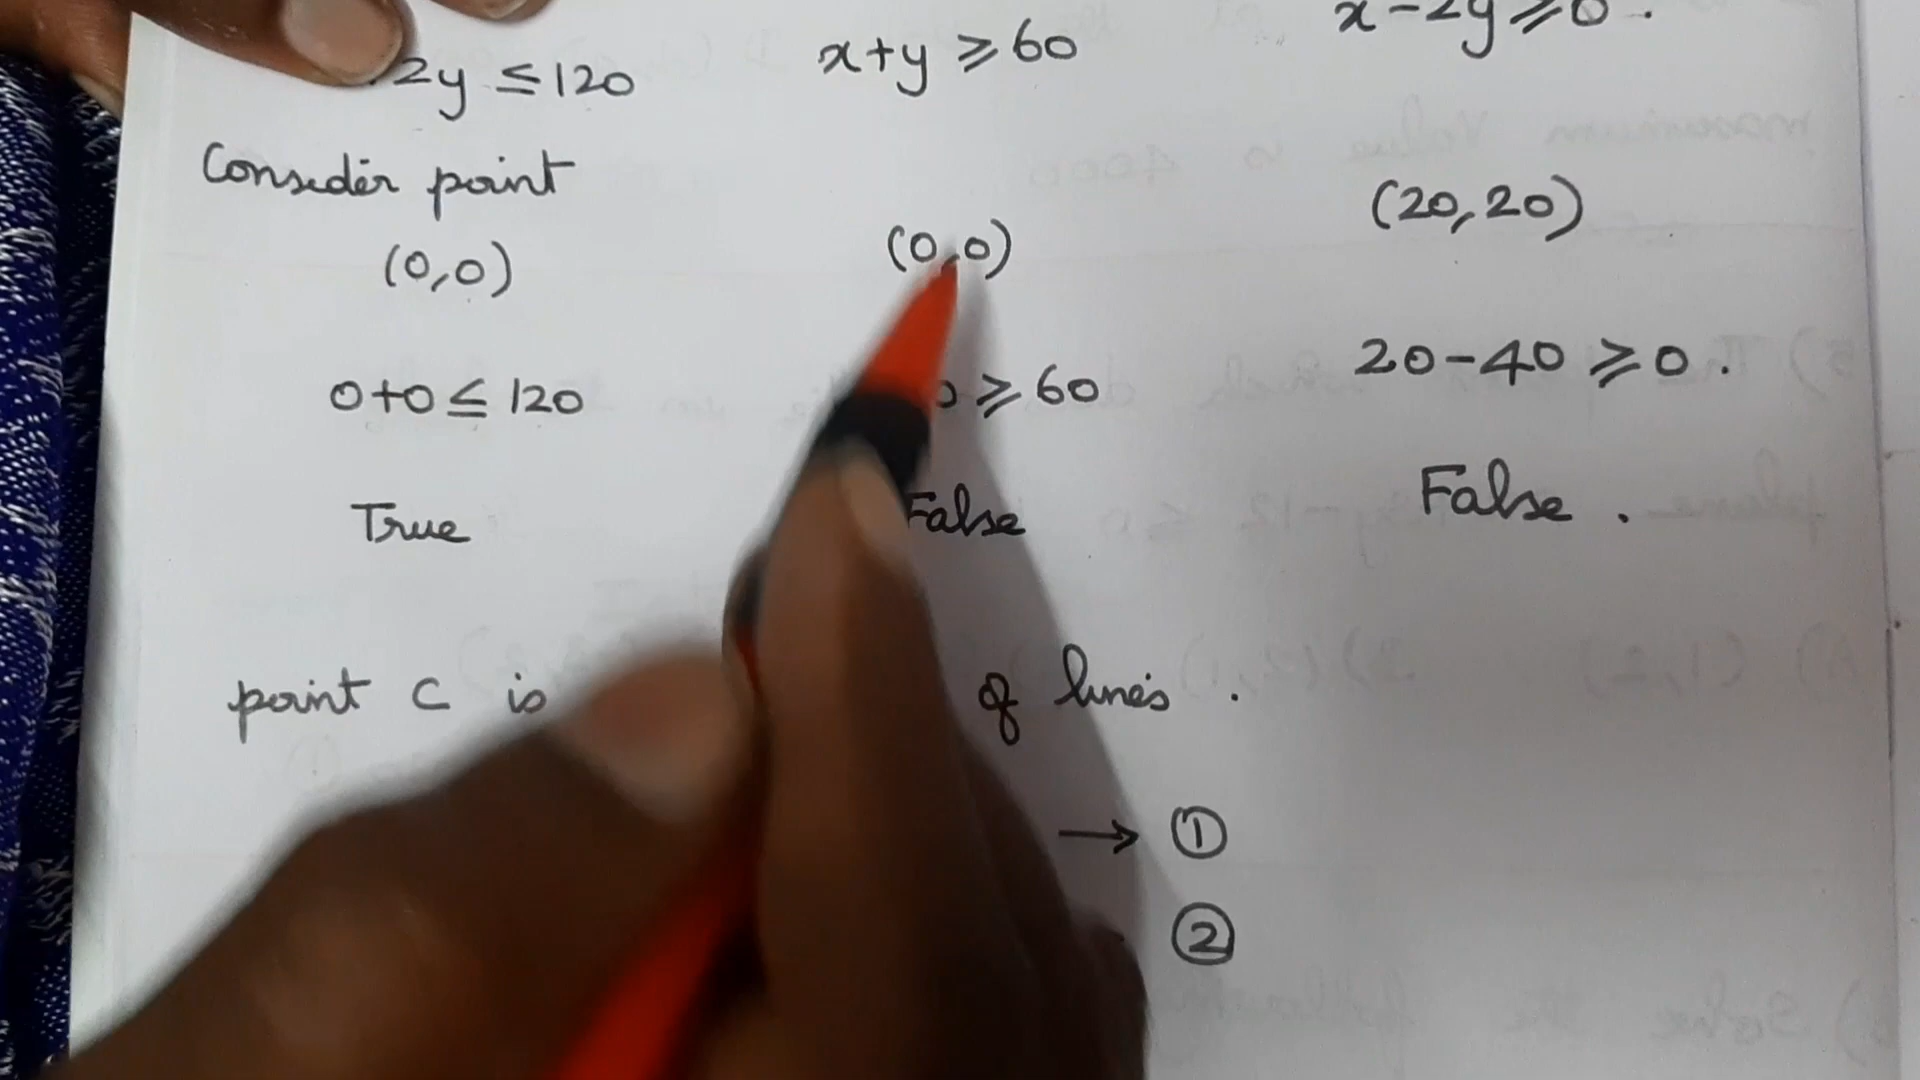 2y ≤ 120
x+y ≥ 60
x-2y ≥ 0.
Consider point
(0,0)
(0,0)
(20,20)
0+0 ≤ 120
0 ≥ 60
20-40 ≥ 0.
True
False
False.
point C is of lines.
→ ①
②